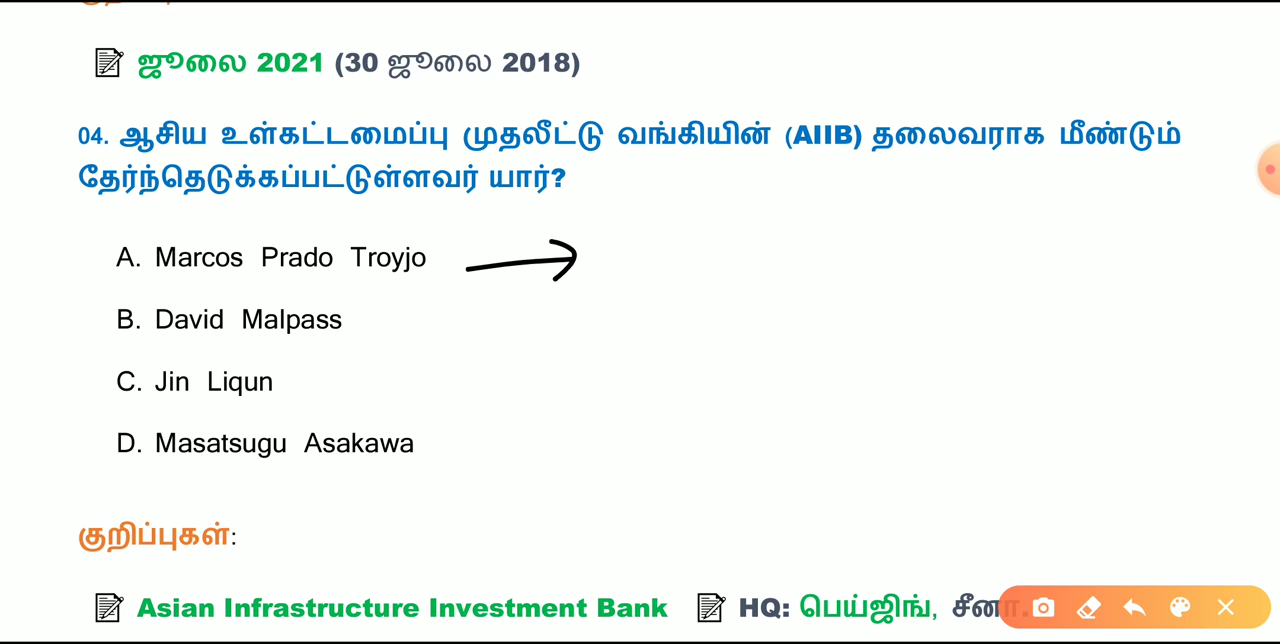 ஜூலை 2021 (30 ஜூலை 2018)
04. ஆசிய உள்கட்டமைப்பு முதலீட்டு வங்கியின் (AIIB) தலைவராக மீண்டும்
தேர்ந்தெடுக்கப்பட்டுள்ளவர் யார்?
A. Marcos Prado Troyjo
B. David Malpass
C. Jin Liqun
D. Masatsugu Asakawa
குறிப்புகள்:
Asian Infrastructure Investment Bank HQ: பெய்ஜிங், சீனா.